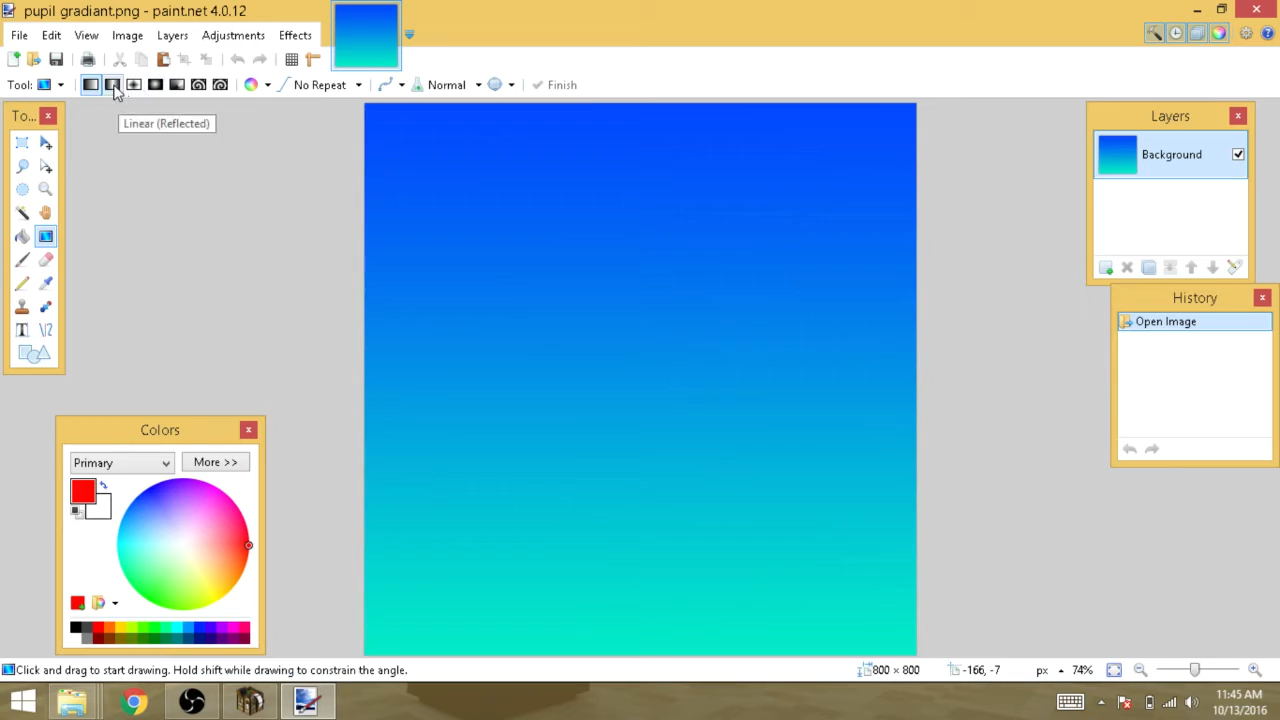 pupil gradiant.png - paint.net 4.0.12
File Edit View Image Layers Adjustments Effects
Tool: No Repeat Normal Finish
Linear (Reflected)
To...
Layers
Background
History
Open Image
Colors
Primary More >>
Click and drag to start drawing. Hold shift while drawing to constrain the angle. 800 × 800 -166, -7 px 74%
11:45 AM
10/13/2016